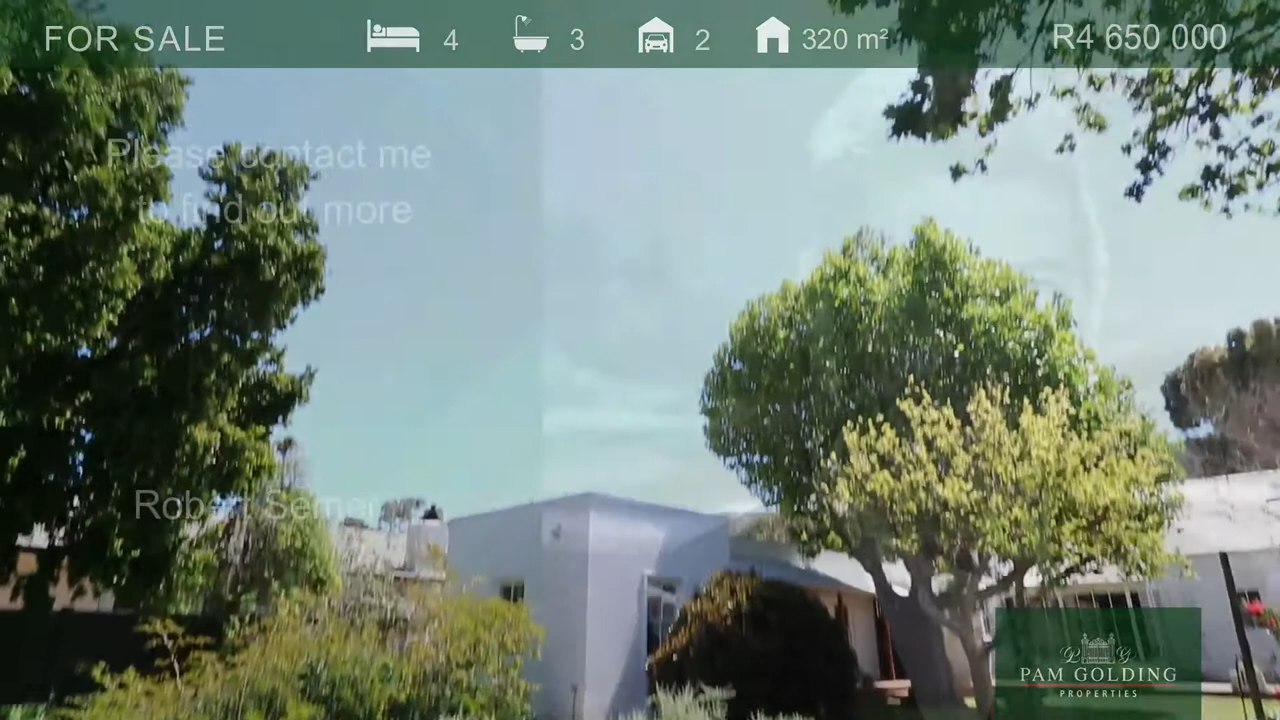 FOR SALE 4 3 2 320 m² R4 650 000
Please contact me
to find out more
Robert
PAM GOLDING
PROPERTIES